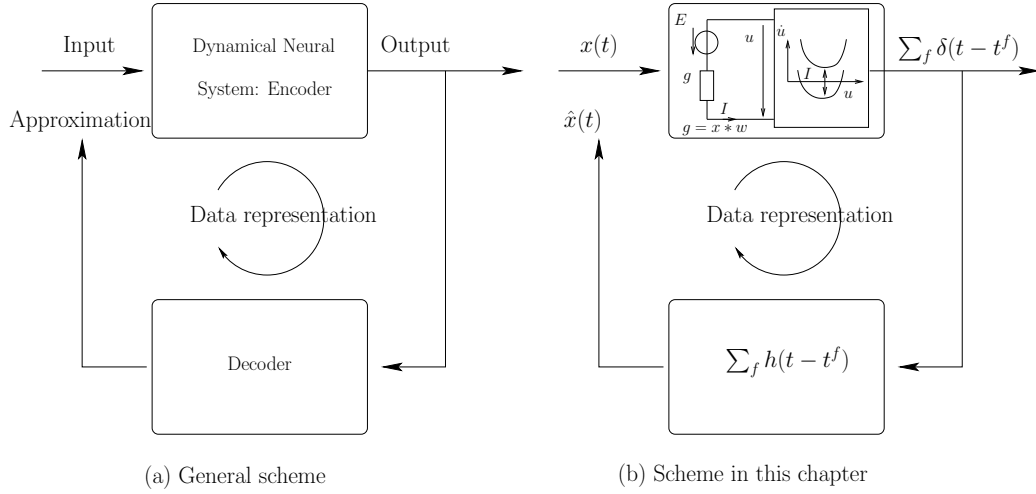 Input
Dynamical Neural
System: Encoder
Output
Approximation
Data representation
Decoder
(a) General scheme
x(t)
E
g
u
I
g = x * w
u̇
I
u
∑_f δ(t − t^f)
x̂(t)
Data representation
∑_f h(t − t^f)
(b) Scheme in this chapter